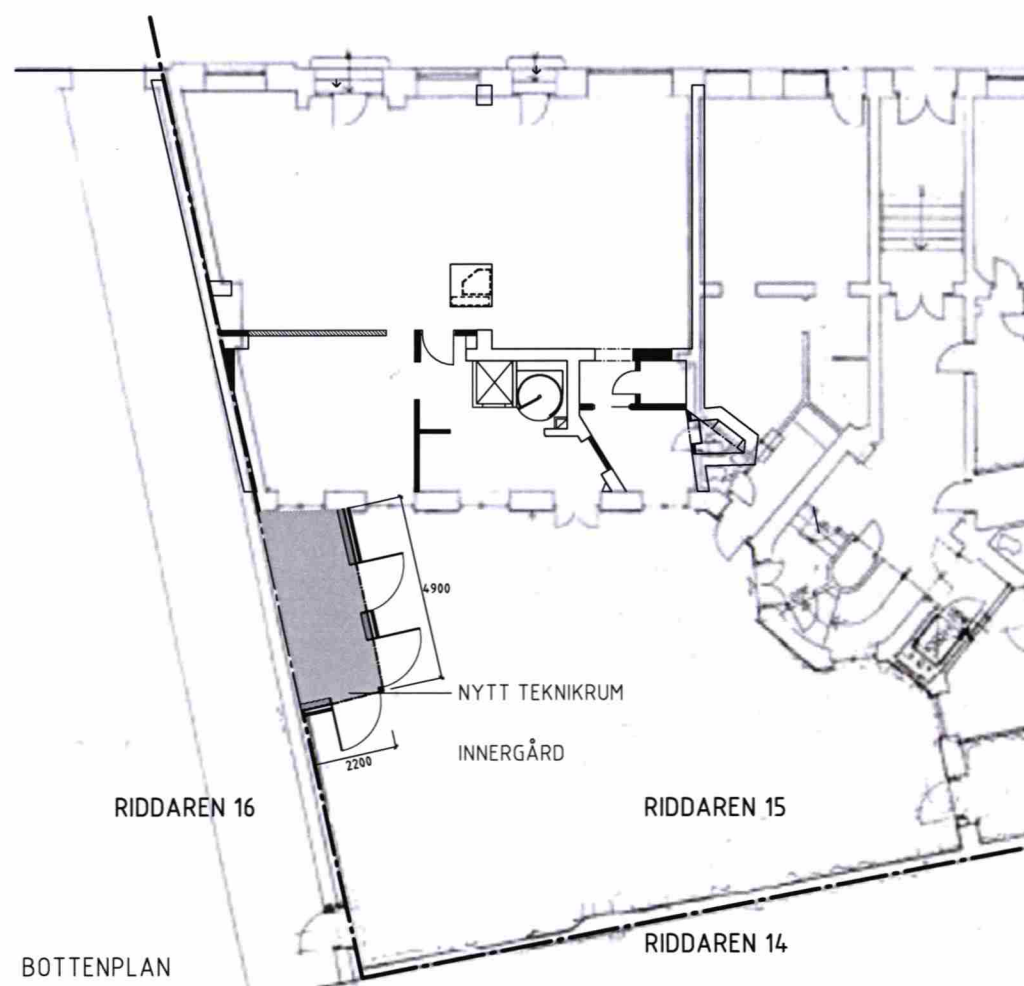 4900
NYTT TEKNIKRUM
INNERGÅRD
2200
RIDDAREN 16
RIDDAREN 15
RIDDAREN 14
BOTTENPLAN